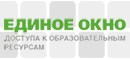 ЕДИНОЕ ОКНО
ДОСТУПА К ОБРАЗОВАТЕЛЬНЫМ
РЕСУРСАМ